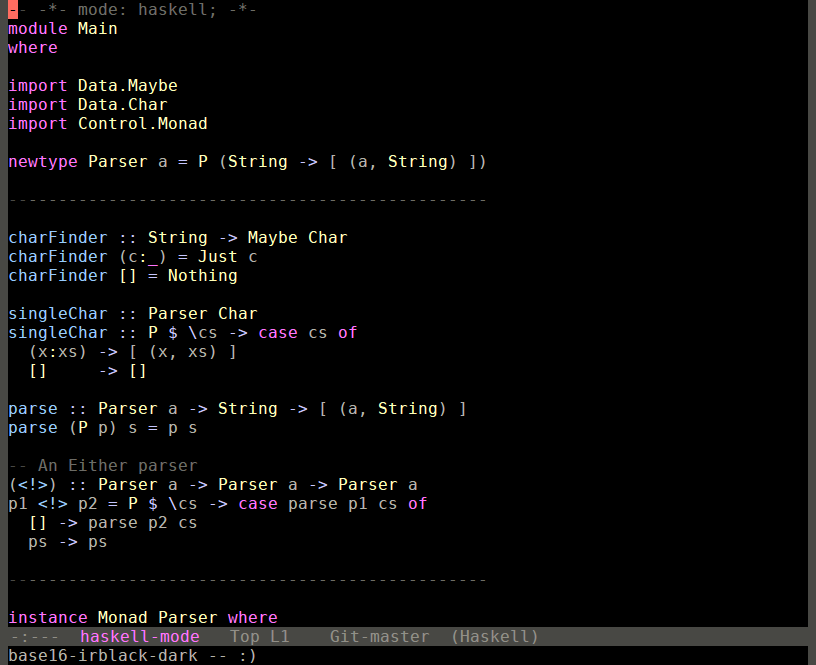 -- -*- mode: haskell; -*-
module Main
where

import Data.Maybe
import Data.Char
import Control.Monad

newtype Parser a = P (String -> [ (a, String) ])

------------------------------------------------

charFinder :: String -> Maybe Char
charFinder (c:_) = Just c
charFinder [] = Nothing

singleChar :: Parser Char
singleChar :: P $ \cs -> case cs of
  (x:xs) -> [ (x, xs) ]
  []     -> []

parse :: Parser a -> String -> [ (a, String) ]
parse (P p) s = p s

-- An Either parser
(<!>) :: Parser a -> Parser a -> Parser a
p1 <!> p2 = P $ \cs -> case parse p1 cs of
  [] -> parse p2 cs
  ps -> ps

------------------------------------------------

instance Monad Parser where
-:---  haskell-mode   Top L1    Git-master  (Haskell)
base16-irblack-dark -- :)